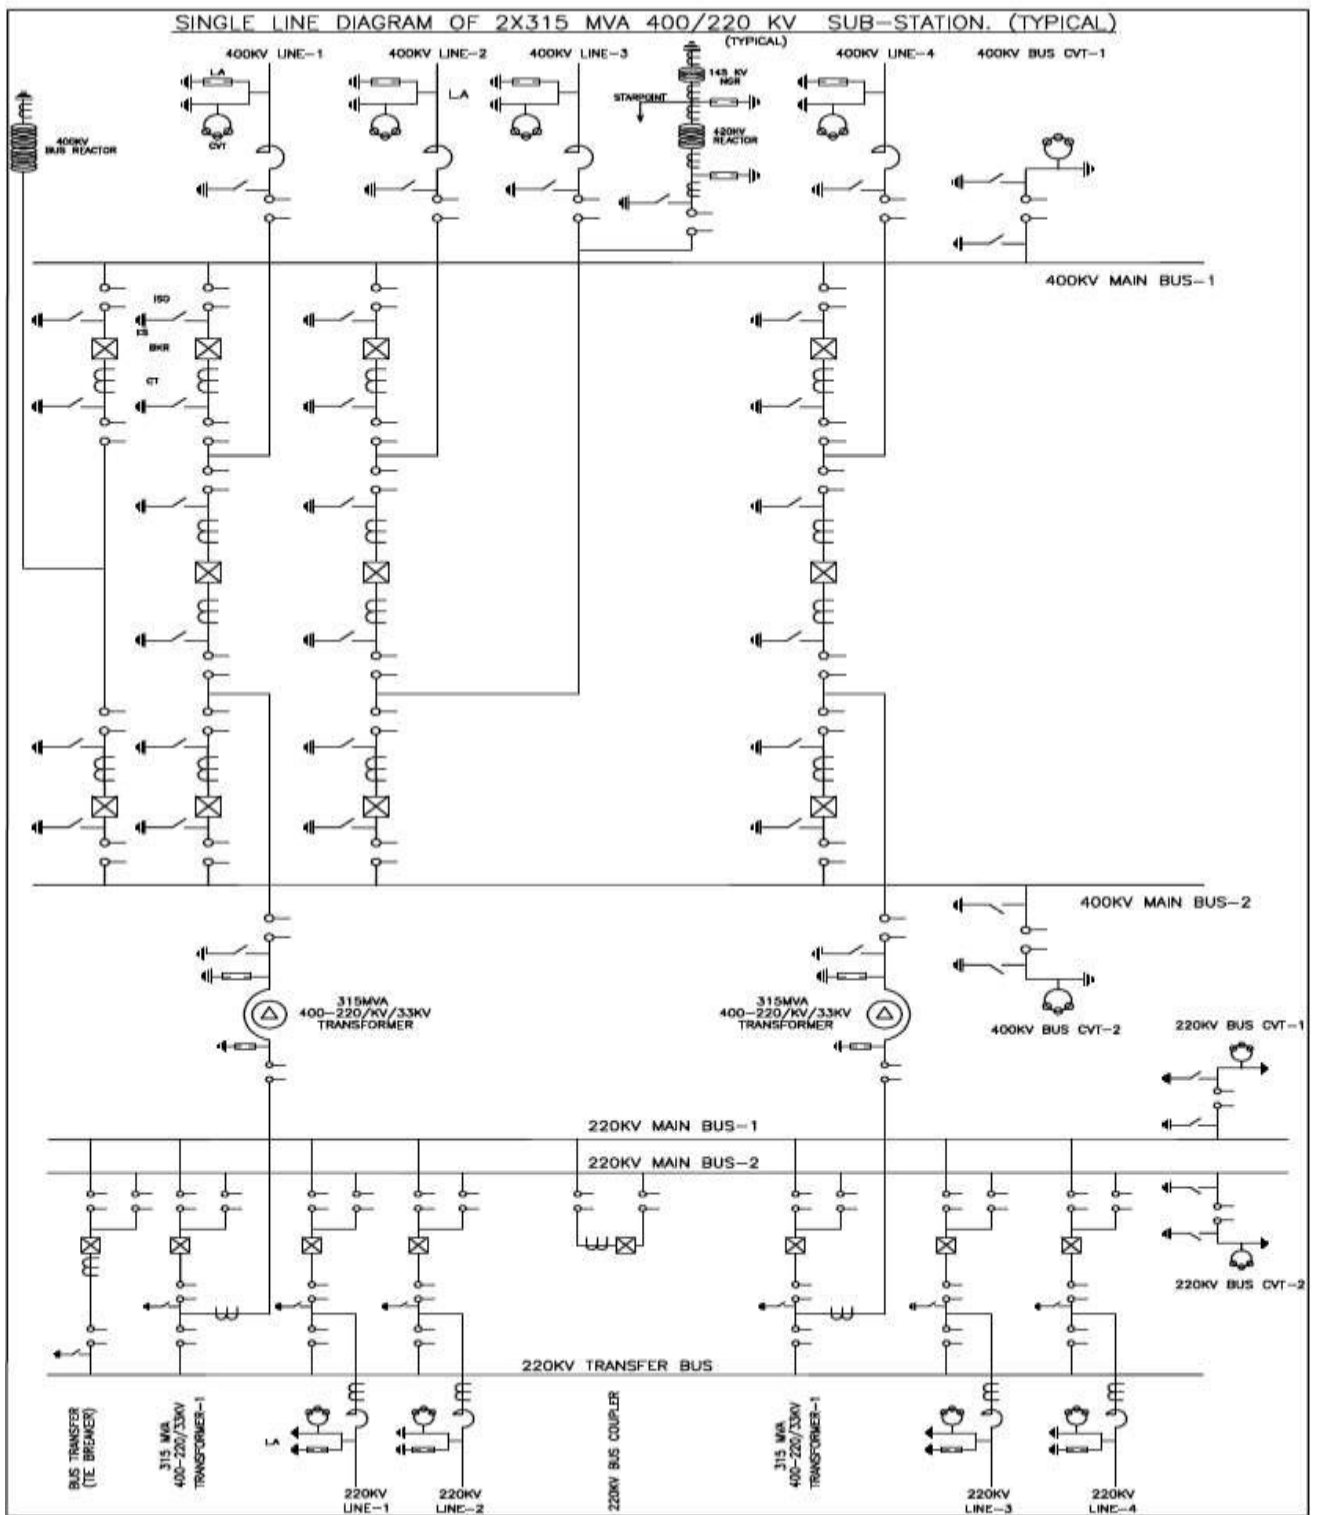 SINGLE LINE DIAGRAM OF 2X315 MVA 400/220 KV SUB-STATION. (TYPICAL)
(TYPICAL)
400KV LINE-1
400KV LINE-2
400KV LINE-3
400KV LINE-4
400KV BUS CVT-1
LA
LA
145 KV
NGR
STARPOINT
420KV
REACTOR
400KV
BUS REACTOR
CVT
400KV MAIN BUS-1
ISO
ES
BKR
CT
400KV MAIN BUS-2
315MVA
400-220/KV/33KV
TRANSFORMER
315MVA
400-220/KV/33KV
TRANSFORMER
400KV BUS CVT-2
220KV BUS CVT-1
220KV MAIN BUS-1
220KV MAIN BUS-2
220KV BUS CVT-2
220KV TRANSFER BUS
BUS TRANSFER
(TIE BREAKER)
315 MVA
400-220/33KV
TRANSFORMER-1
LA
220KV
LINE-1
220KV
LINE-2
220KV BUS COUPLER
315 MVA
400-220/33KV
TRANSFORMER-1
220KV
LINE-3
220KV
LINE-4